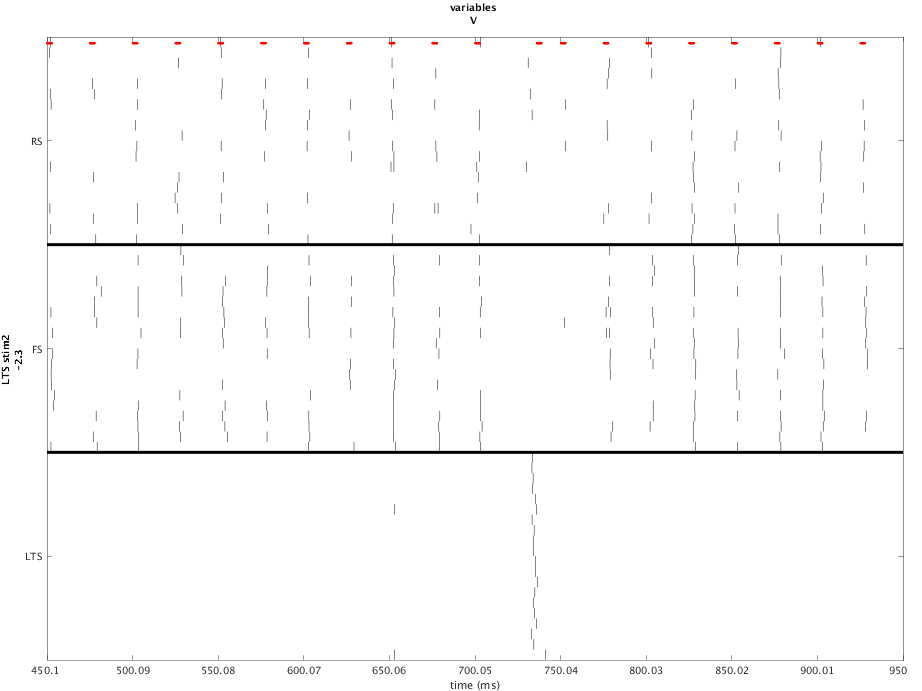 variables
V
RS
FS
LTS
LTS stim2
-2.3
450.1 500.09 550.08 600.07 650.06 700.05 750.04 800.03 850.02 900.01 950
time (ms)